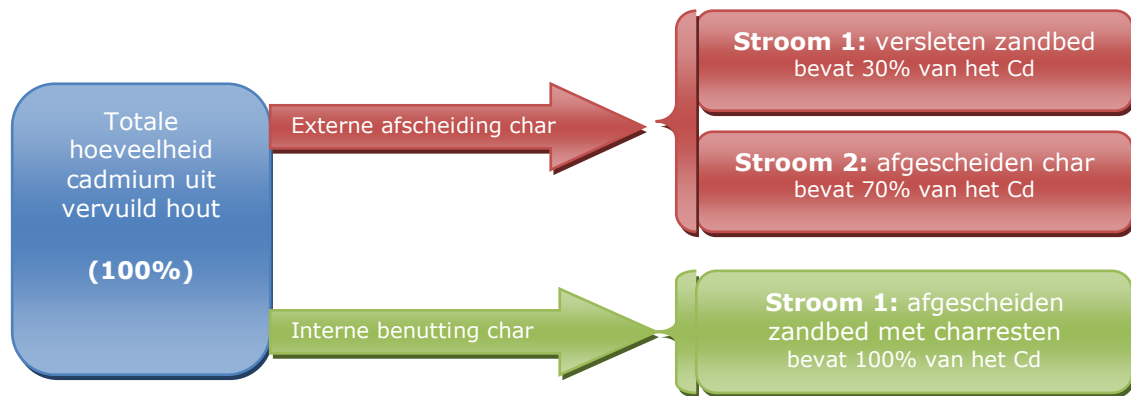 Totale
hoeveelheid
cadmium uit
vervuild hout
(100%)
Externe afscheiding char
Stroom 1: versleten zandbed
bevat 30% van het Cd
Stroom 2: afgescheiden char
bevat 70% van het Cd
Interne benutting char
Stroom 1: afgescheiden
zandbed met charresten
bevat 100% van het Cd